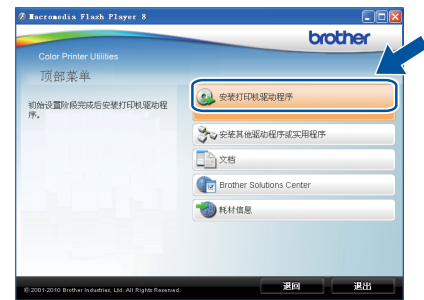 Macromedia Flash Player 8
brother
Color Printer Utilities
顶部菜单
初始设置阶段完成后安装打印机驱动程
序。
安装打印机驱动程序
安装其他驱动程序或实用程序
文档
Brother Solutions Center
耗材信息
© 2001-2010 Brother Industries, Ltd. All Rights Reserved.
退回
退出